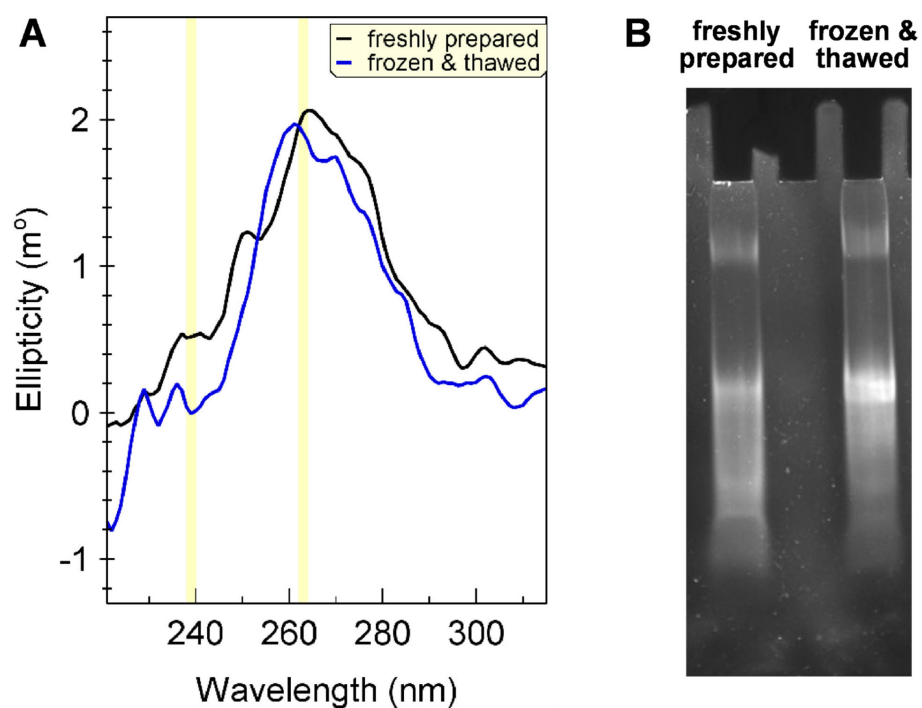 A
freshly prepared
frozen & thawed
2
1
0
-1
Ellipticity (mº)
240 260 280 300
Wavelength (nm)
B
freshly prepared
frozen & thawed